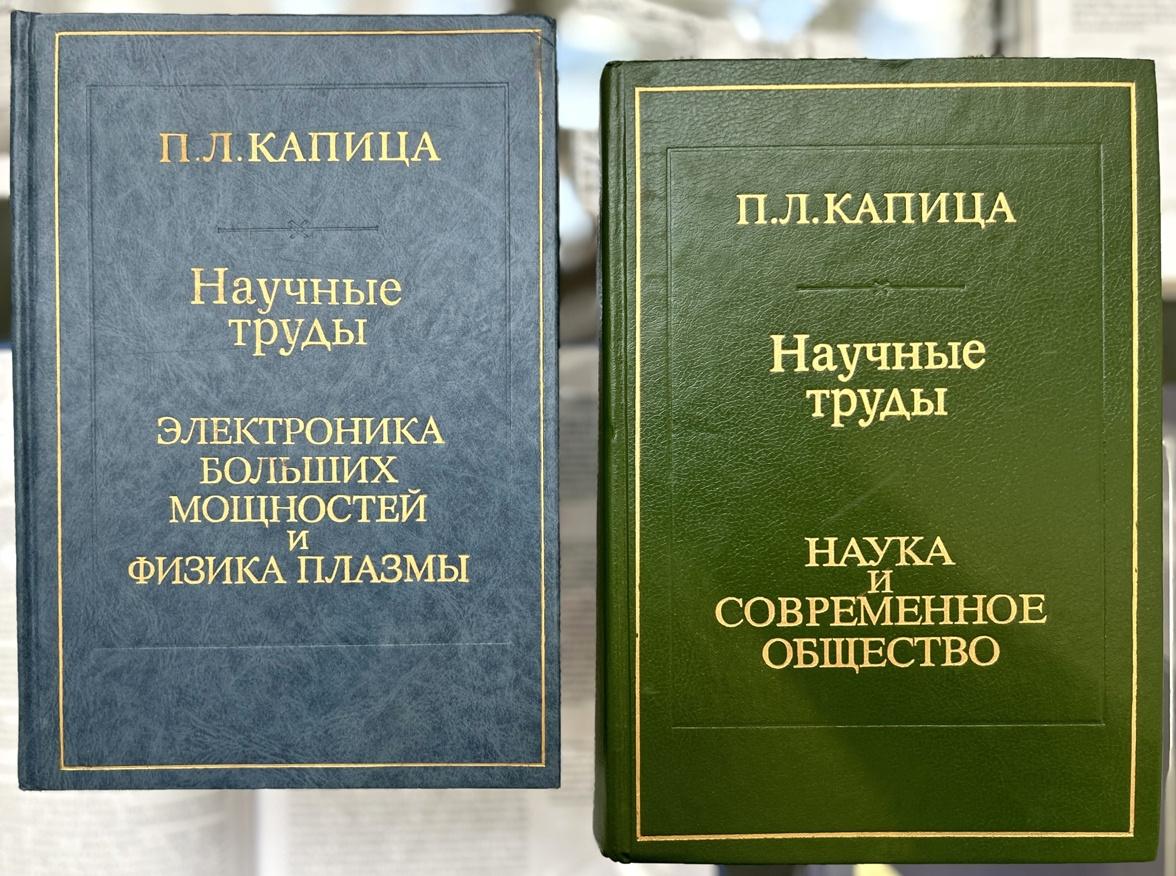 П.Л.КАПИЦА
Научные
труды
ЭЛЕКТРОНИКА
БОЛЬШИХ
МОЩНОСТЕЙ
И
ФИЗИКА ПЛАЗМЫ
П.Л.КАПИЦА
Научные
труды
НАУКА
И
СОВРЕМЕННОЕ
ОБЩЕСТВО